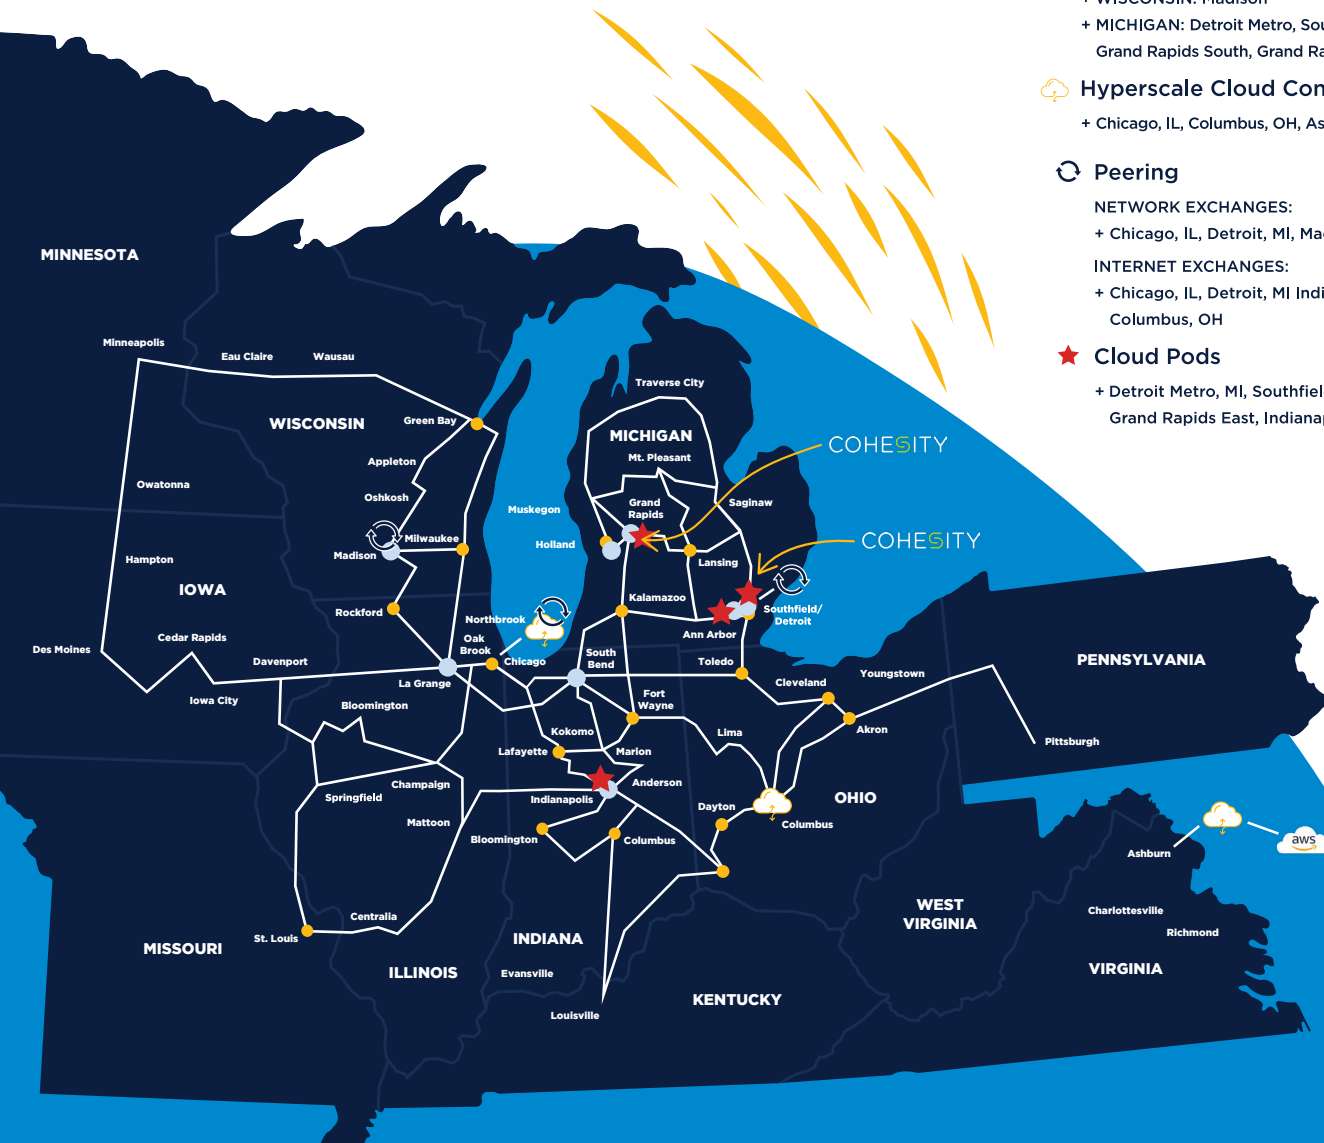 + WISCONSIN: Madison
+ MICHIGAN: Detroit Metro, Sou
Grand Rapids South, Grand Ra
Hyperscale Cloud Con
+ Chicago, IL, Columbus, OH, As
Peering
NETWORK EXCHANGES:
+ Chicago, IL, Detroit, MI, Ma
INTERNET EXCHANGES:
+ Chicago, IL, Detroit, MI Indi
Columbus, OH
Cloud Pods
+ Detroit Metro, MI, Southfiel
Grand Rapids East, Indianap
MINNESOTA
Minneapolis
Eau Claire
Wausau
WISCONSIN
Green Bay
Appleton
Oshkosh
Owatonna
Milwaukee
Madison
Hampton
IOWA
Rockford
Cedar Rapids
Des Moines
Davenport
Iowa City
Northbrook
Oak
Brook
Chicago
La Grange
Bloomington
Champaign
Springfield
Mattoon
Centralia
St. Louis
MISSOURI
ILLINOIS
Traverse City
MICHIGAN
Mt. Pleasant
Muskegon
Grand
Rapids
Saginaw
Holland
Lansing
Kalamazoo
Ann Arbor
Southfield/
Detroit
COHESITY
COHESITY
South
Bend
Toledo
Cleveland
Youngstown
Fort
Wayne
Akron
Kokomo
Lima
Lafayette
Marion
Anderson
Indianapolis
Bloomington
Columbus
Dayton
Columbus
OHIO
INDIANA
Evansville
Louisville
KENTUCKY
PENNSYLVANIA
Pittsburgh
WEST
VIRGINIA
Ashburn
aws
Charlottesville
Richmond
VIRGINIA